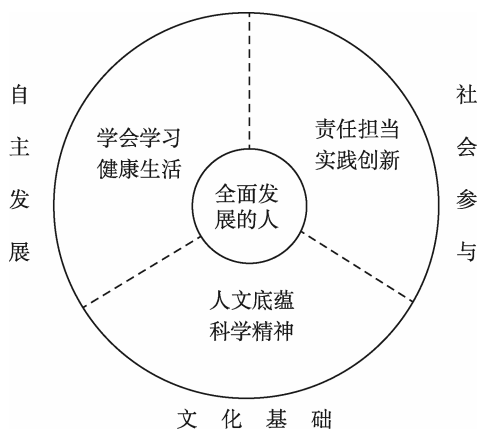 自主发展
学会学习
健康生活
责任担当
实践创新
社会参与
全面发
展的人
人文底蕴
科学精神
文化基础